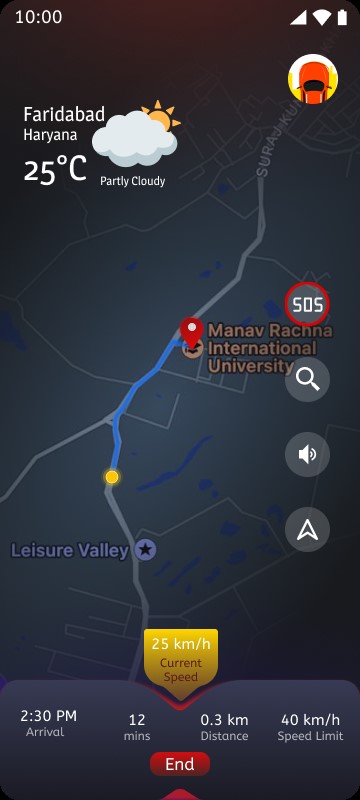 10:00
Faridabad
Haryana
25°C
Partly Cloudy
SURAJKU
SOS
Manav Rachna
International
University
Leisure Valley
25 km/h
Current
Speed
2:30 PM
Arrival
12
mins
0.3 km
Distance
40 km/h
Speed Limit
End